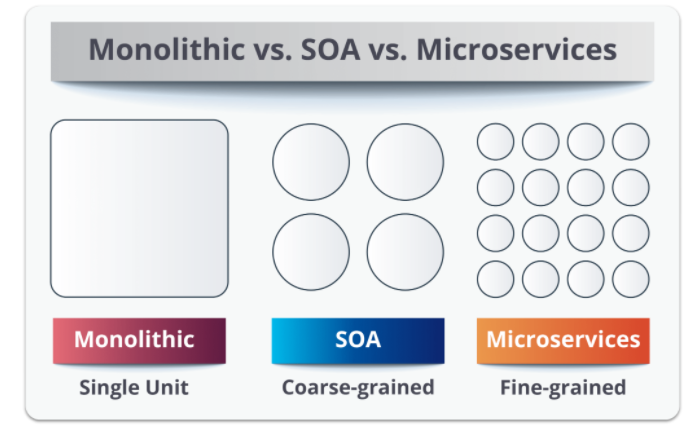 Monolithic vs. SOA vs. Microservices
Monolithic
SOA
Microservices
Single Unit
Coarse-grained
Fine-grained